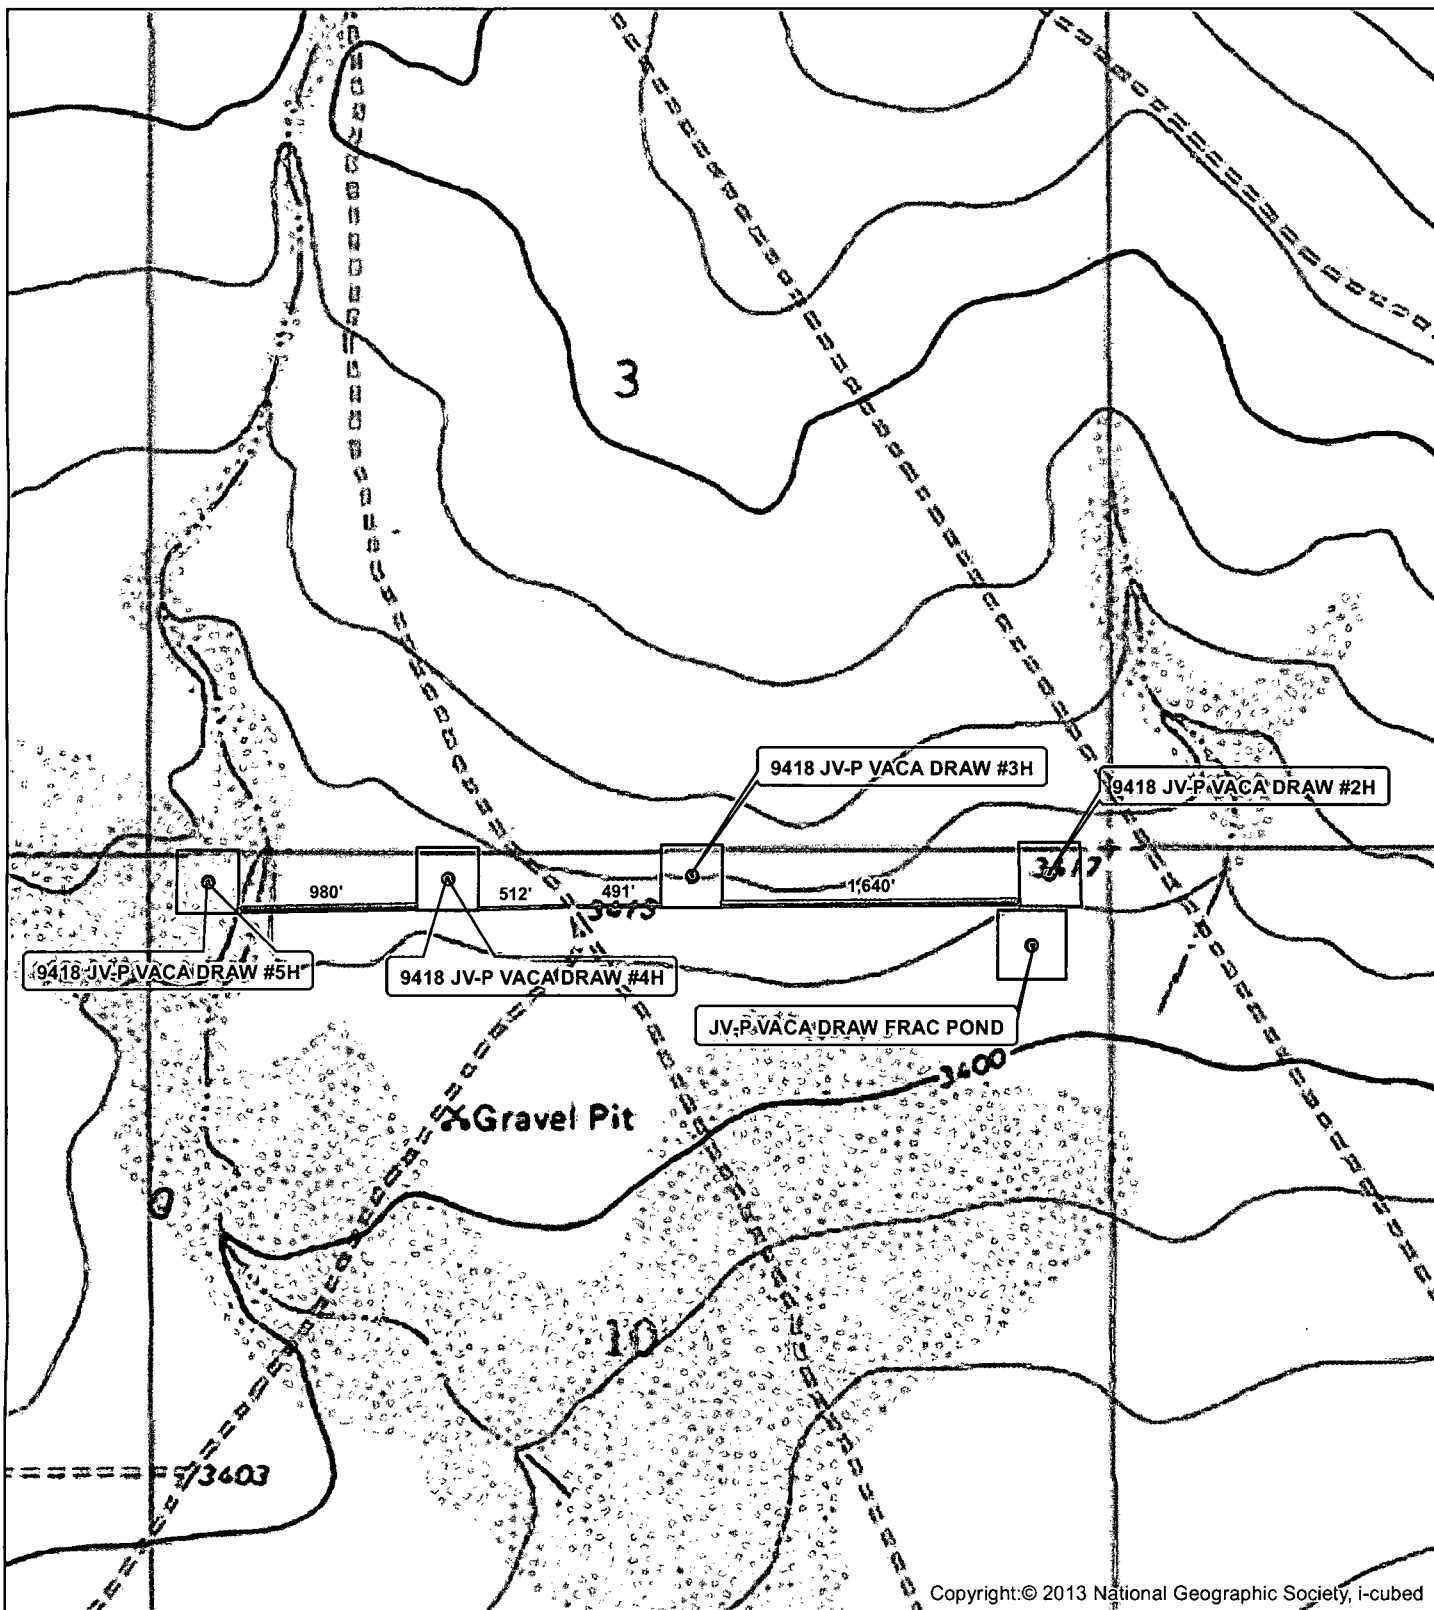 3
9418 JV-P VACA DRAW #3H
9418 JV-P VACA DRAW #2H
980'
512'
491'
1,640'
3417
3413
9418 JV-P VACA DRAW #5H
9418 JV-P VACA DRAW #4H
JV-P VACA DRAW FRAC POND
3400
Gravel Pit
10
3403
Copyright:© 2013 National Geographic Society, i-cubed